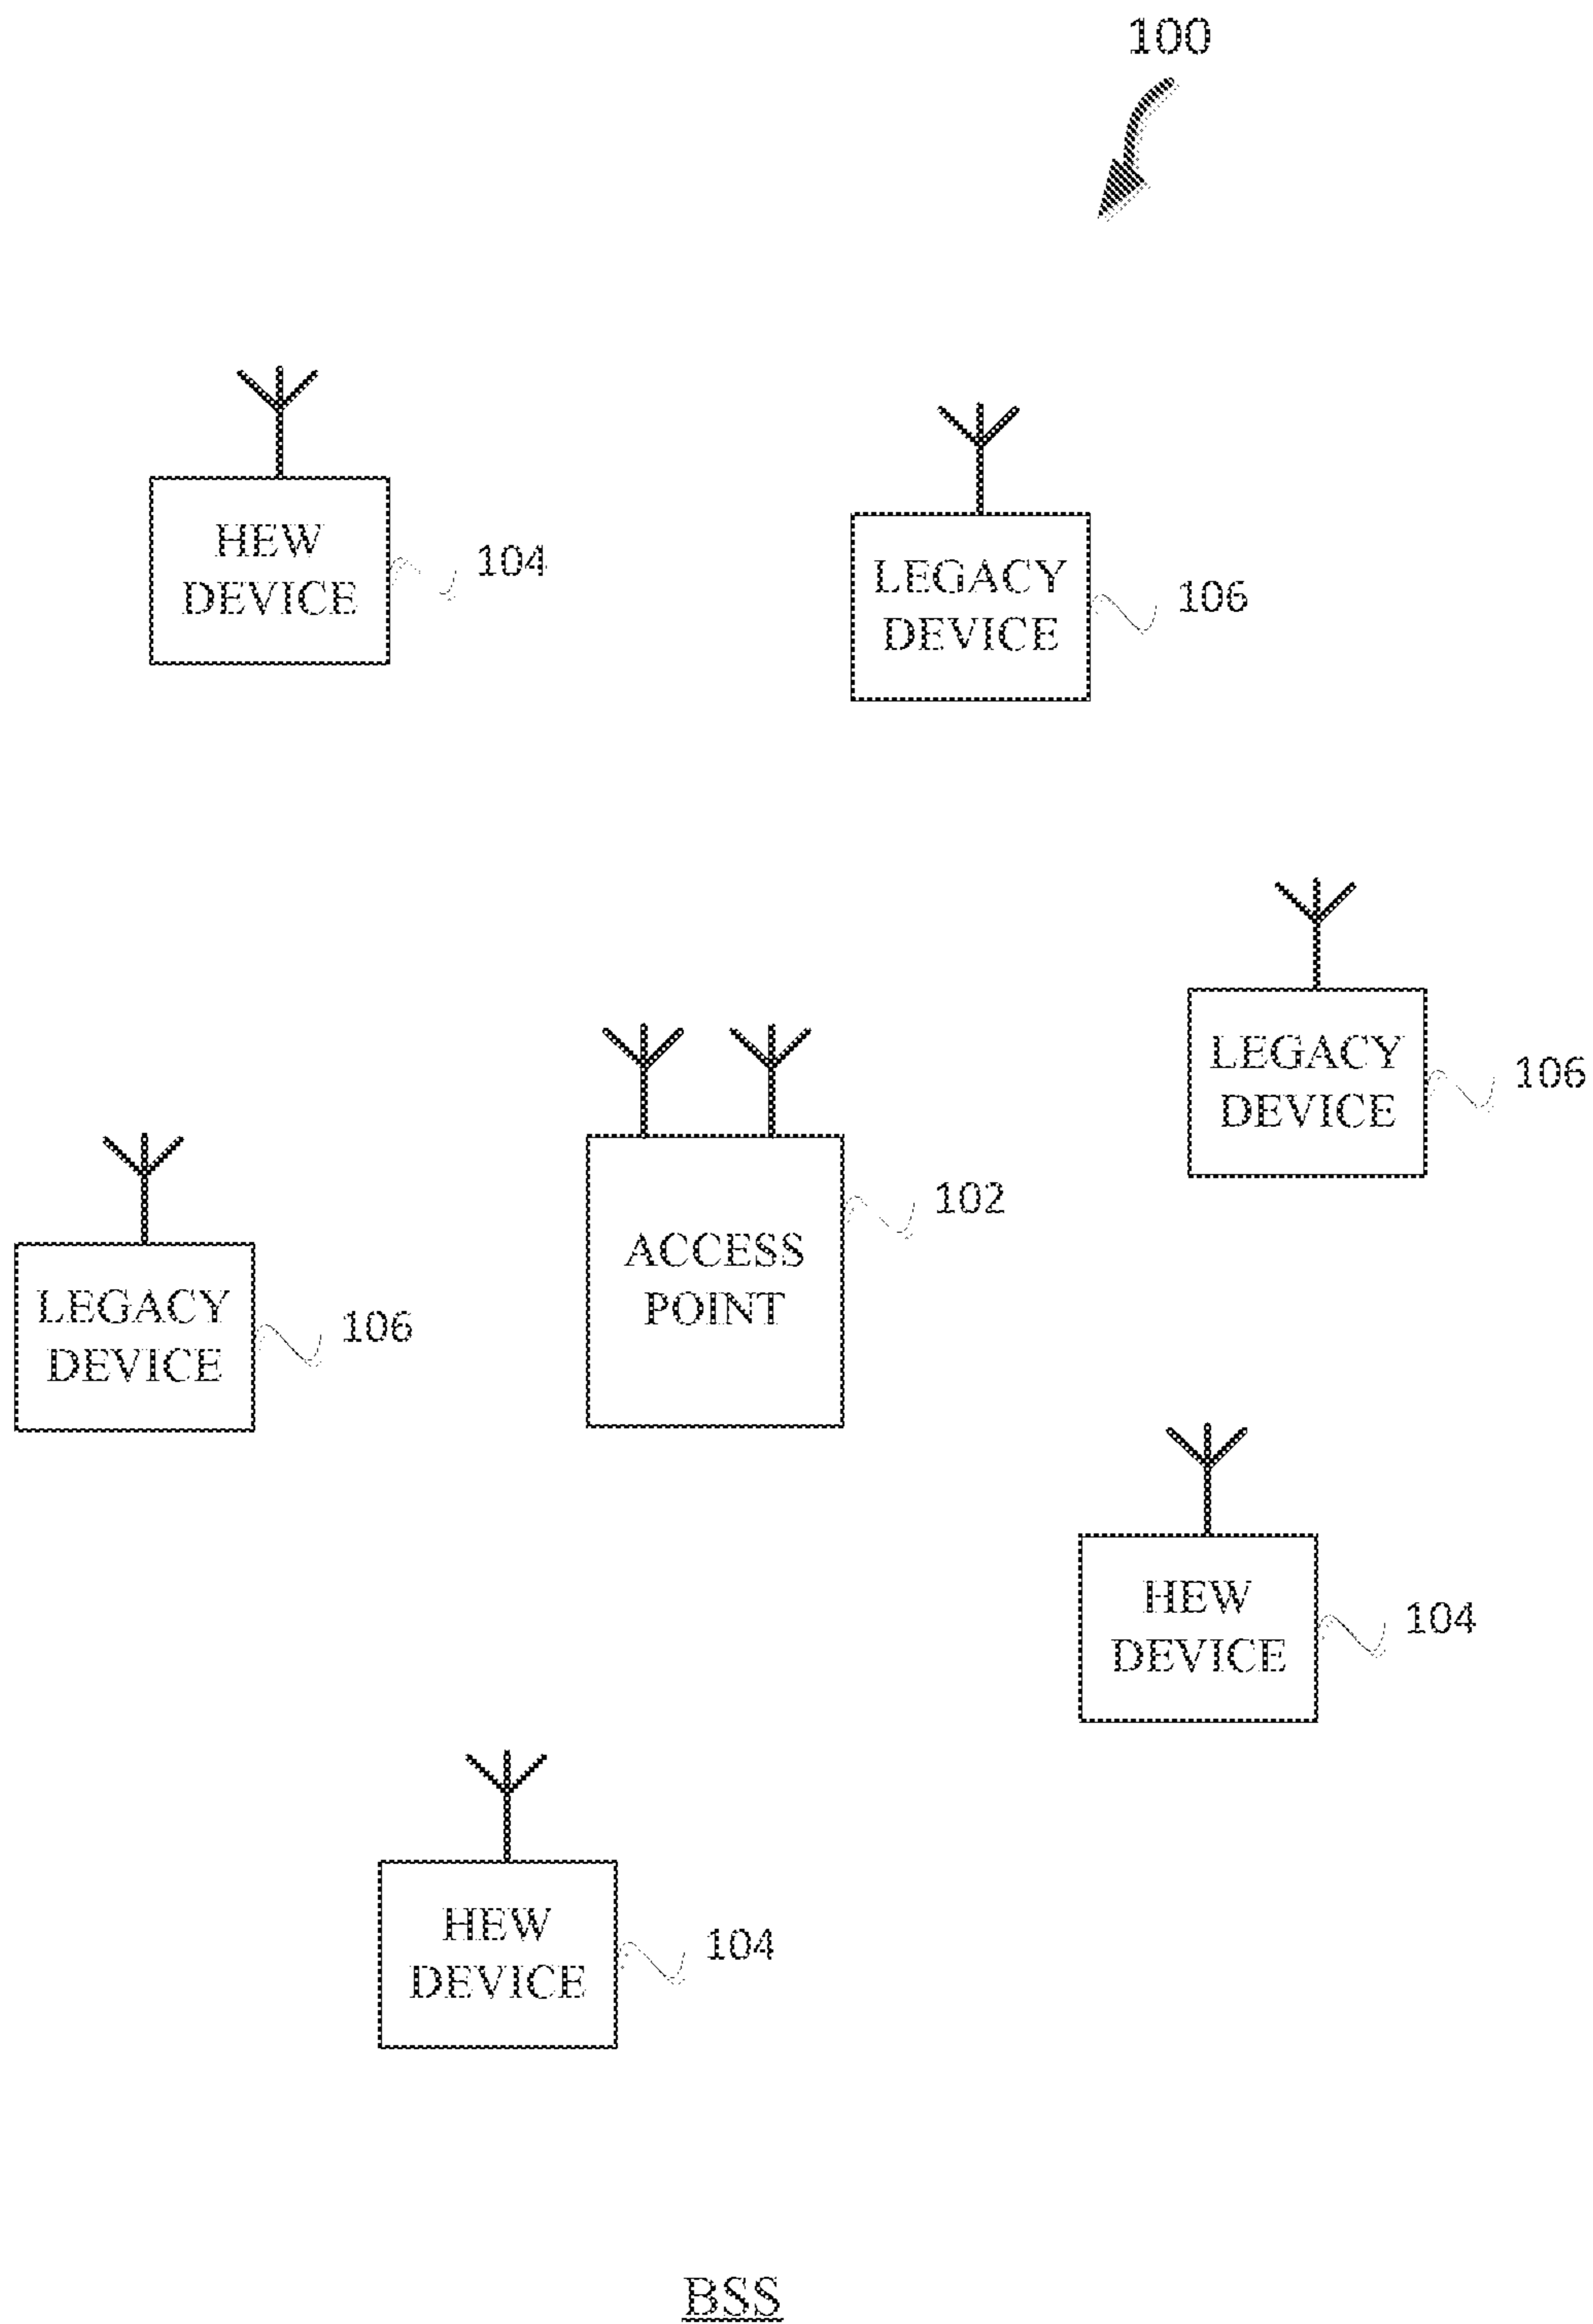 100
HEW
DEVICE
104
LEGACY
DEVICE
106
LEGACY
DEVICE
106
ACCESS
POINT
102
LEGACY
DEVICE
106
HEW
DEVICE
104
HEW
DEVICE
104
BSS